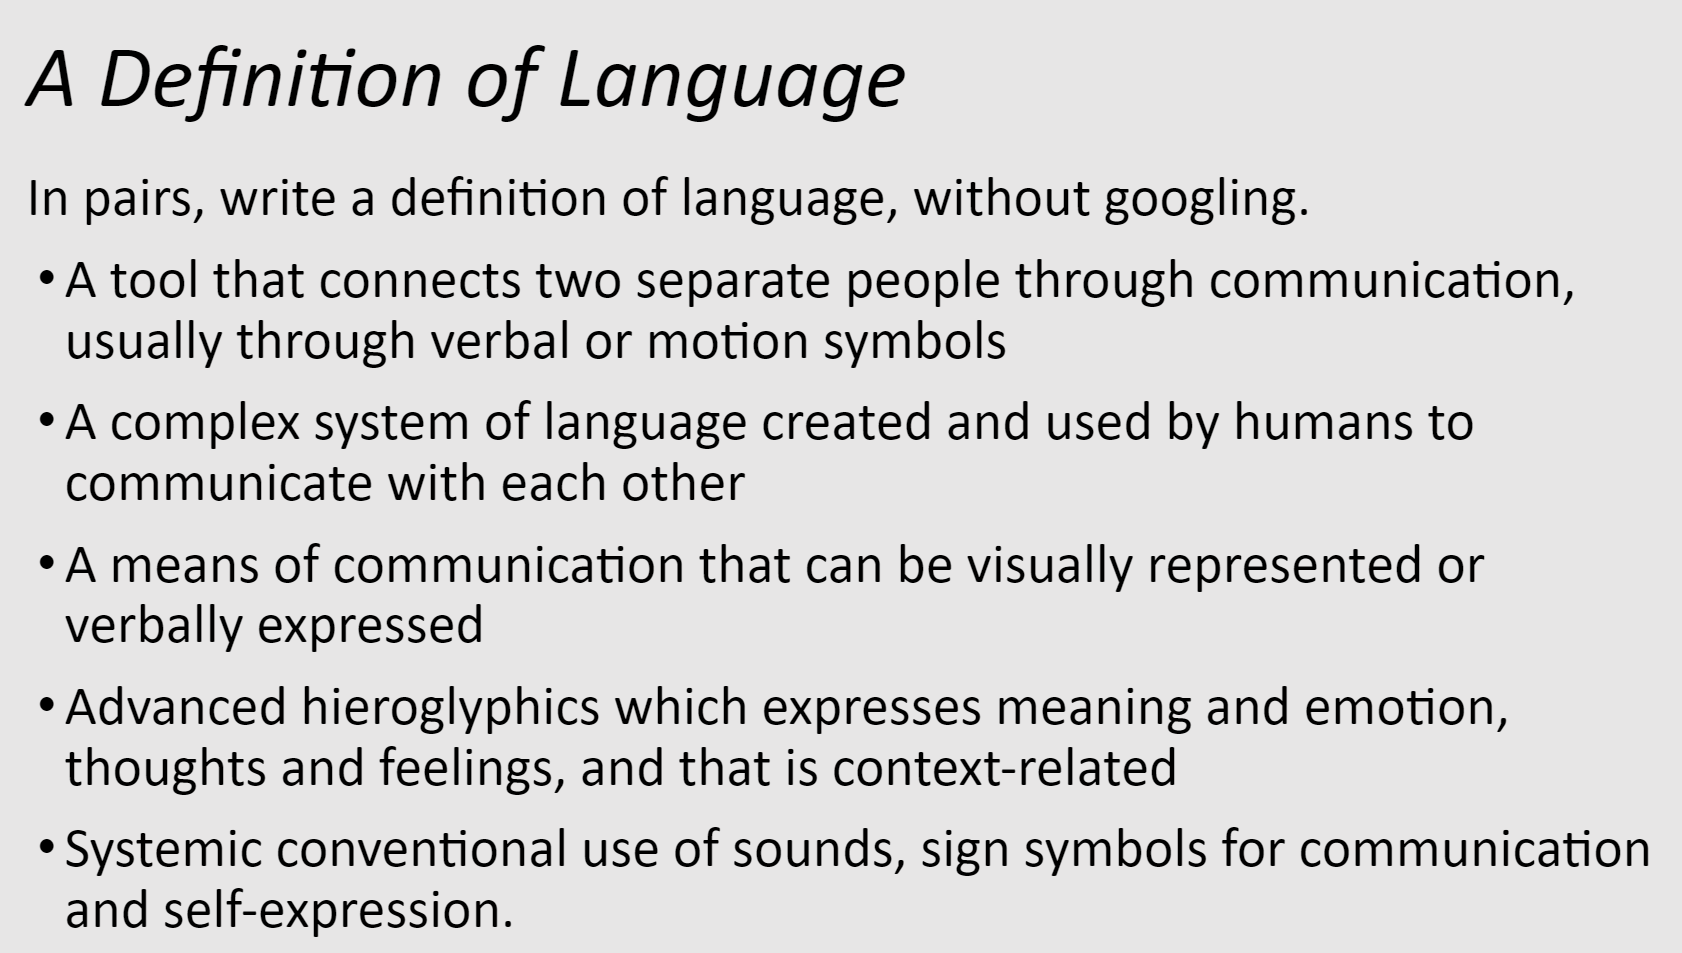 A Definition of Language
In pairs, write a definition of language, without googling.
• A tool that connects two separate people through communication,
usually through verbal or motion symbols
• A complex system of language created and used by humans to
communicate with each other
• A means of communication that can be visually represented or
verbally expressed
• Advanced hieroglyphics which expresses meaning and emotion,
thoughts and feelings, and that is context-related
• Systemic conventional use of sounds, sign symbols for communication
and self-expression.